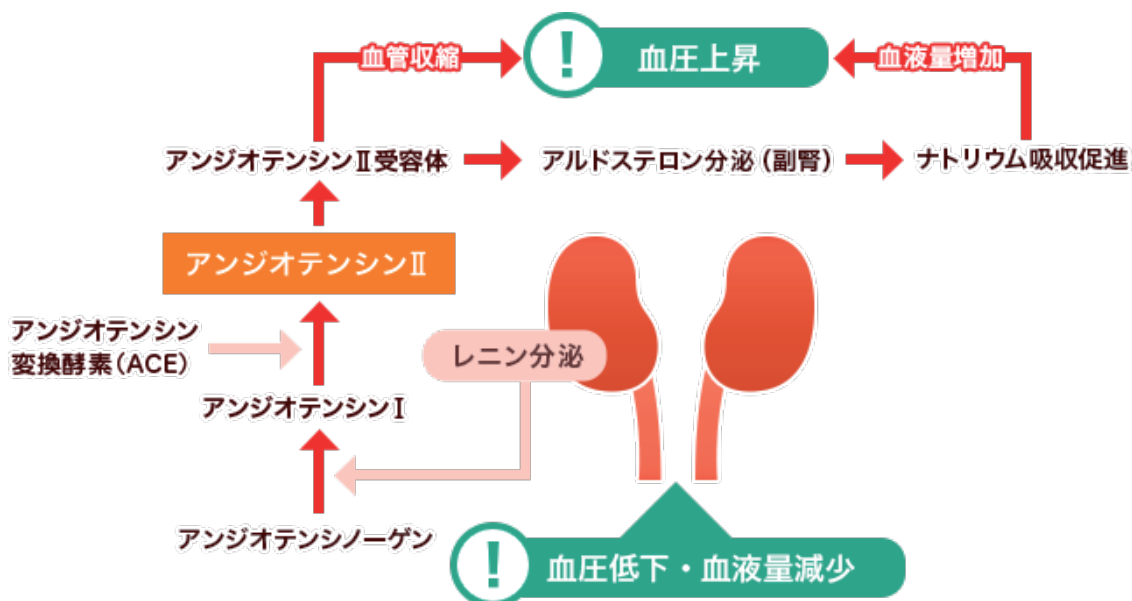 血管収縮
!
血圧上昇
血液量増加
アンジオテンシンⅡ受容体
アルドステロン分泌(副腎)
ナトリウム吸収促進
アンジオテンシンⅡ
アンジオテンシン
変換酵素(ACE)
レニン分泌
アンジオテンシンⅠ
アンジオテンシノーゲン
!
血圧低下・血液量減少